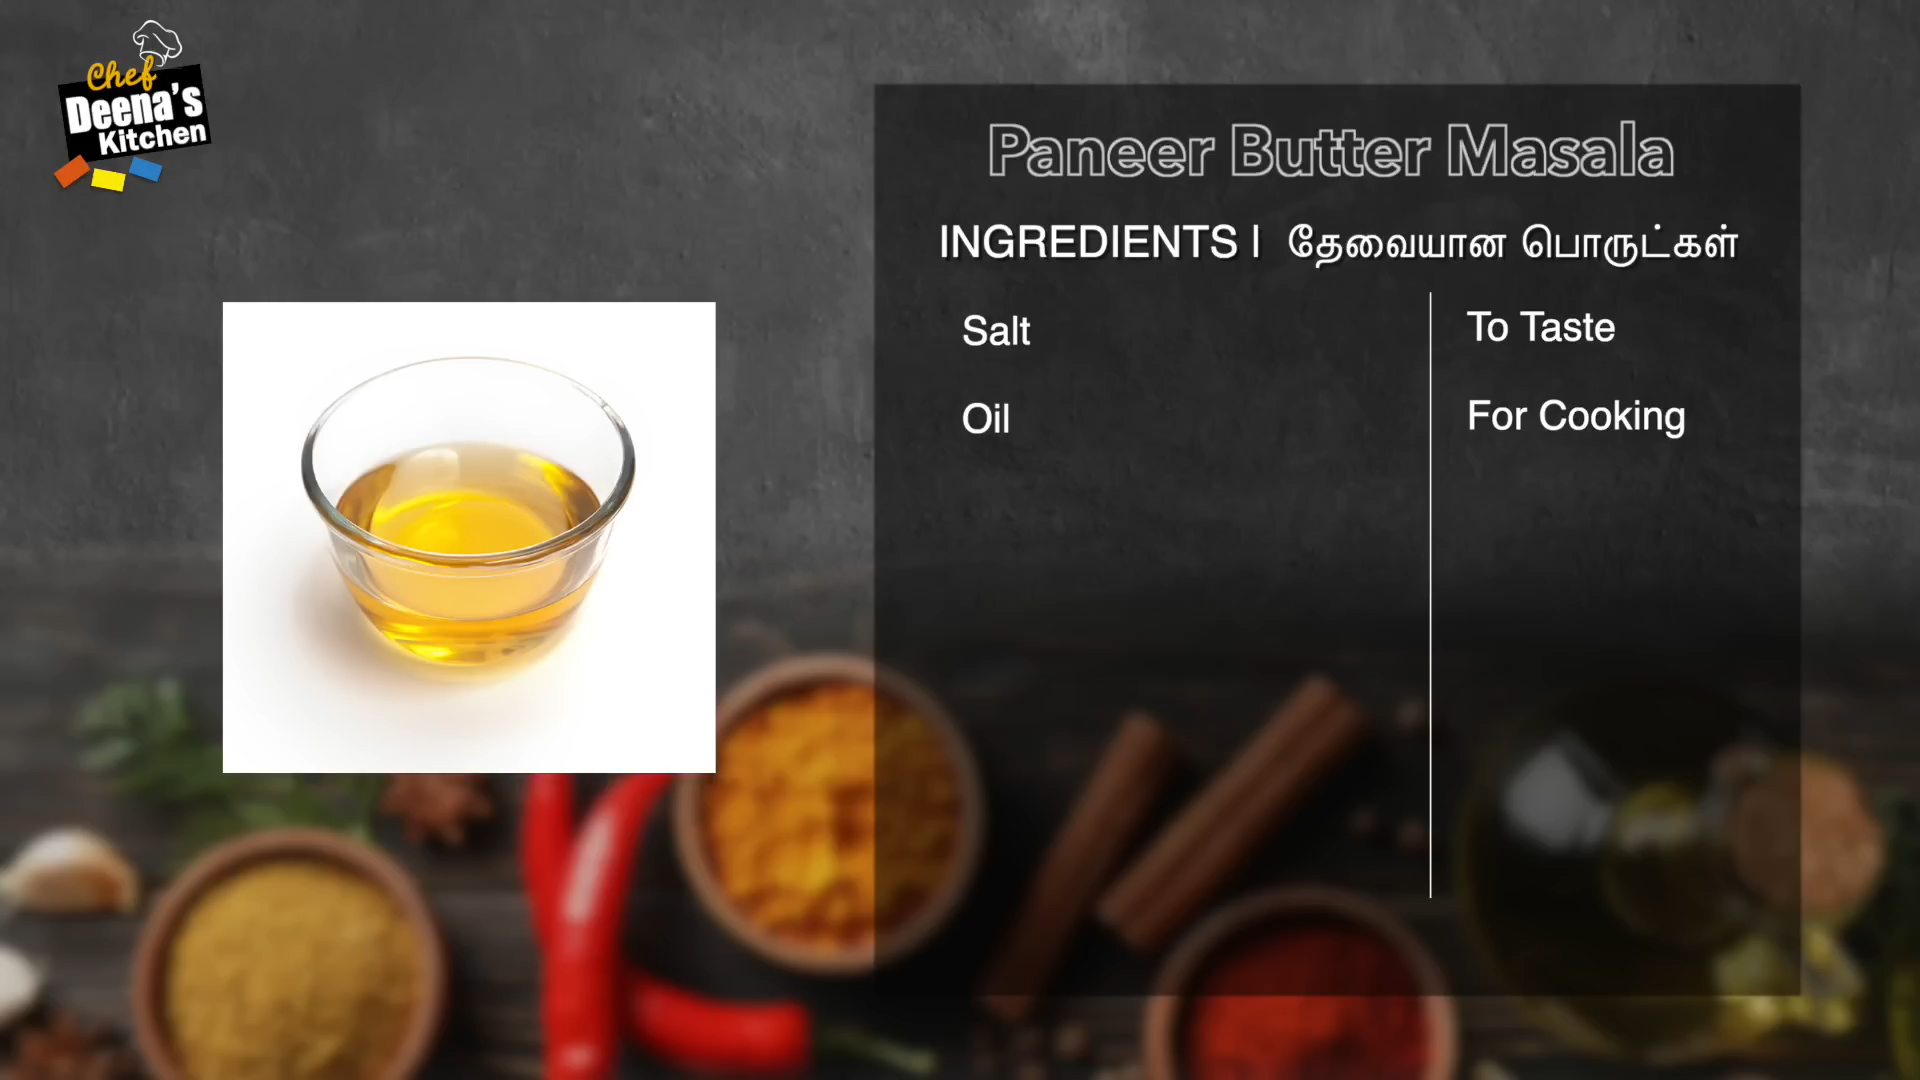 Chef
Deena's
Kitchen
Paneer Butter Masala
INGREDIENTS | தேவையான பொருட்கள்
Salt To Taste
Oil For Cooking